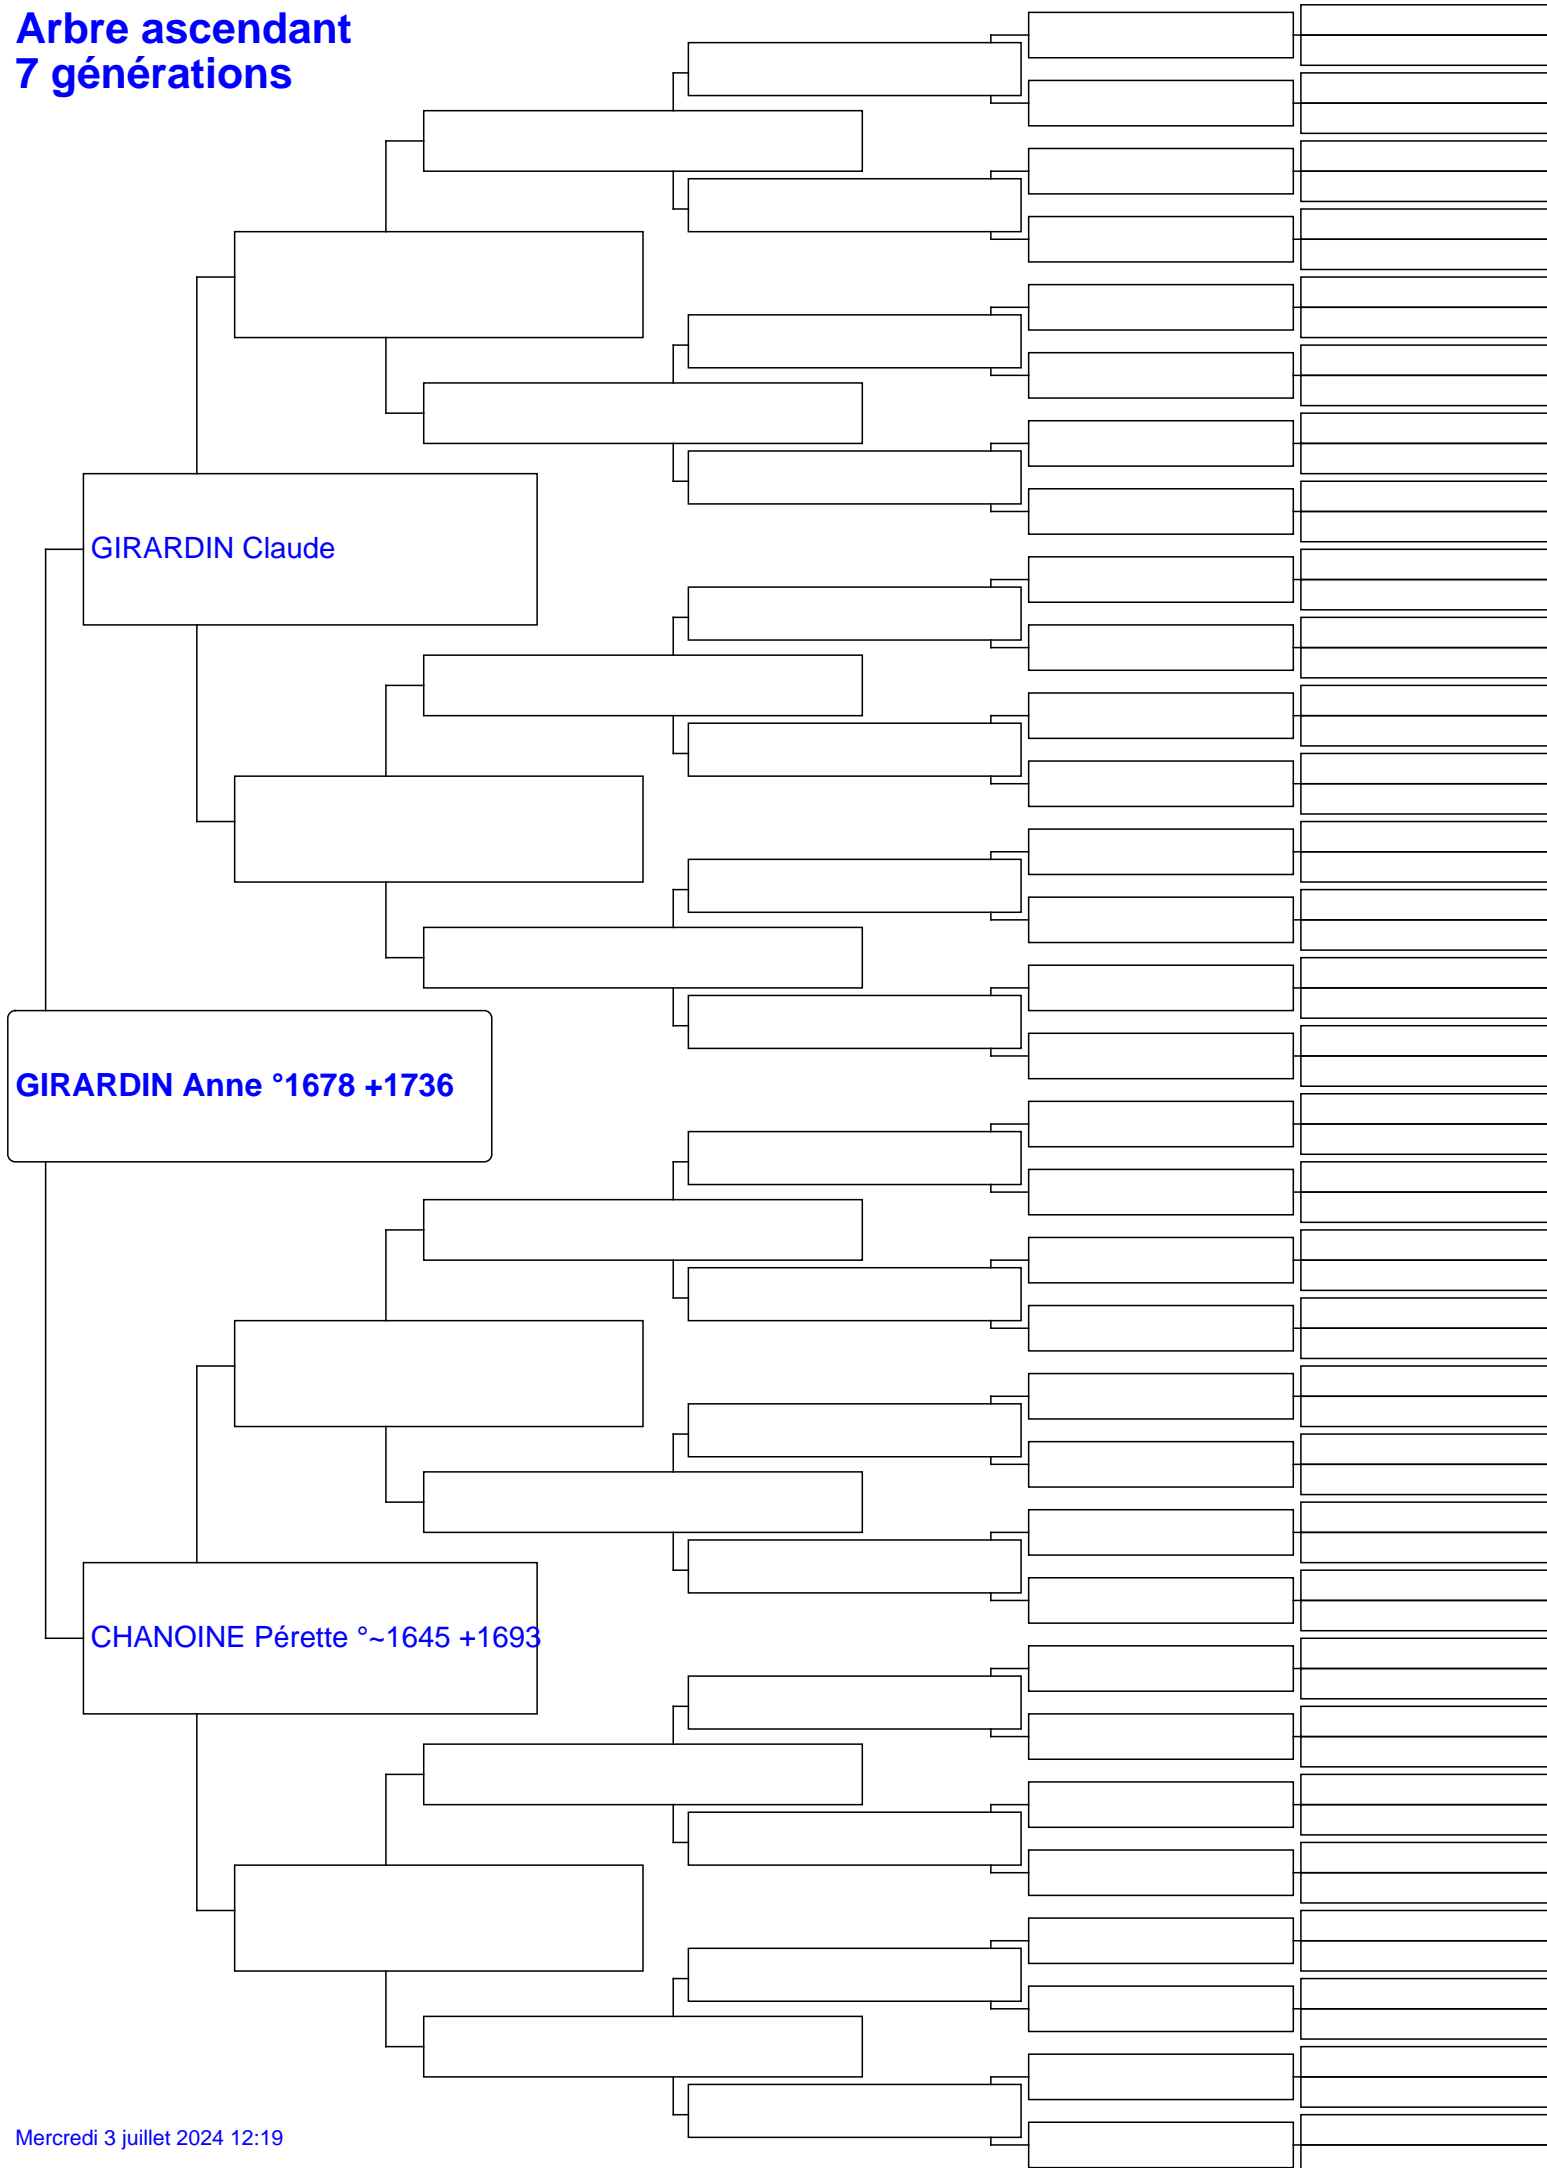 Arbre ascendant
7 générations
GIRARDIN Claude
GIRARDIN Anne °1678 +1736
CHANOINE Pérette °~1645 +1693
Mercredi 3 juillet 2024 12:19